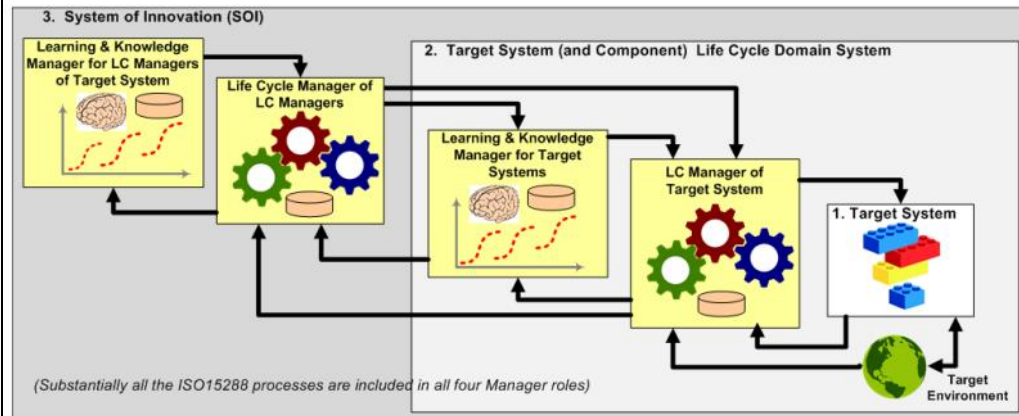 3. System of Innovation (SOI)
Learning & Knowledge
Manager for LC Managers
of Target System
Life Cycle Manager of
LC Managers
2. Target System (and Component) Life Cycle Domain System
Learning & Knowledge
Manager for Target
Systems
LC Manager of
Target System
1. Target System
Target
Environment
(Substantially all the ISO15288 processes are included in all four Manager roles)